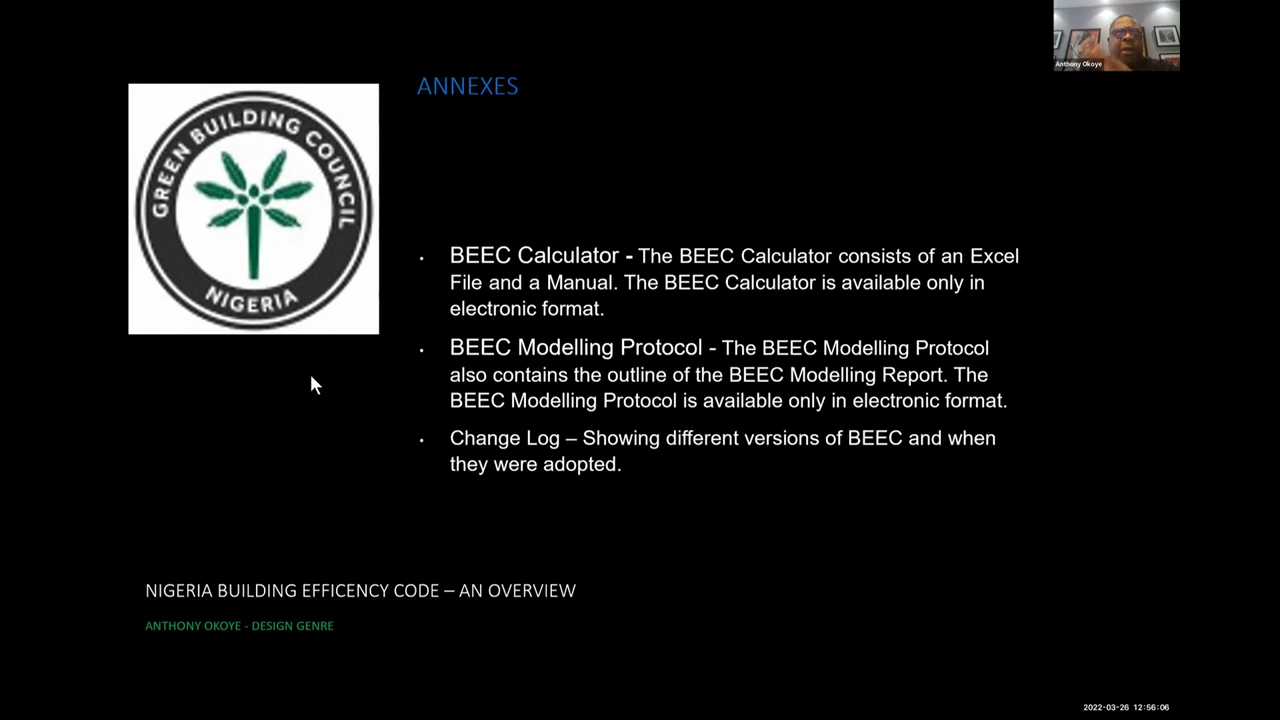 Anthony Okoye
ANNEXES
GREEN BUILDING COUNCIL
NIGERIA
• BEEC Calculator - The BEEC Calculator consists of an Excel
File and a Manual. The BEEC Calculator is available only in
electronic format.
• BEEC Modelling Protocol - The BEEC Modelling Protocol
also contains the outline of the BEEC Modelling Report. The
BEEC Modelling Protocol is available only in electronic format.
• Change Log – Showing different versions of BEEC and when
they were adopted.
NIGERIA BUILDING EFFICENCY CODE – AN OVERVIEW
ANTHONY OKOYE - DESIGN GENRE
2022-03-26 12:56:06